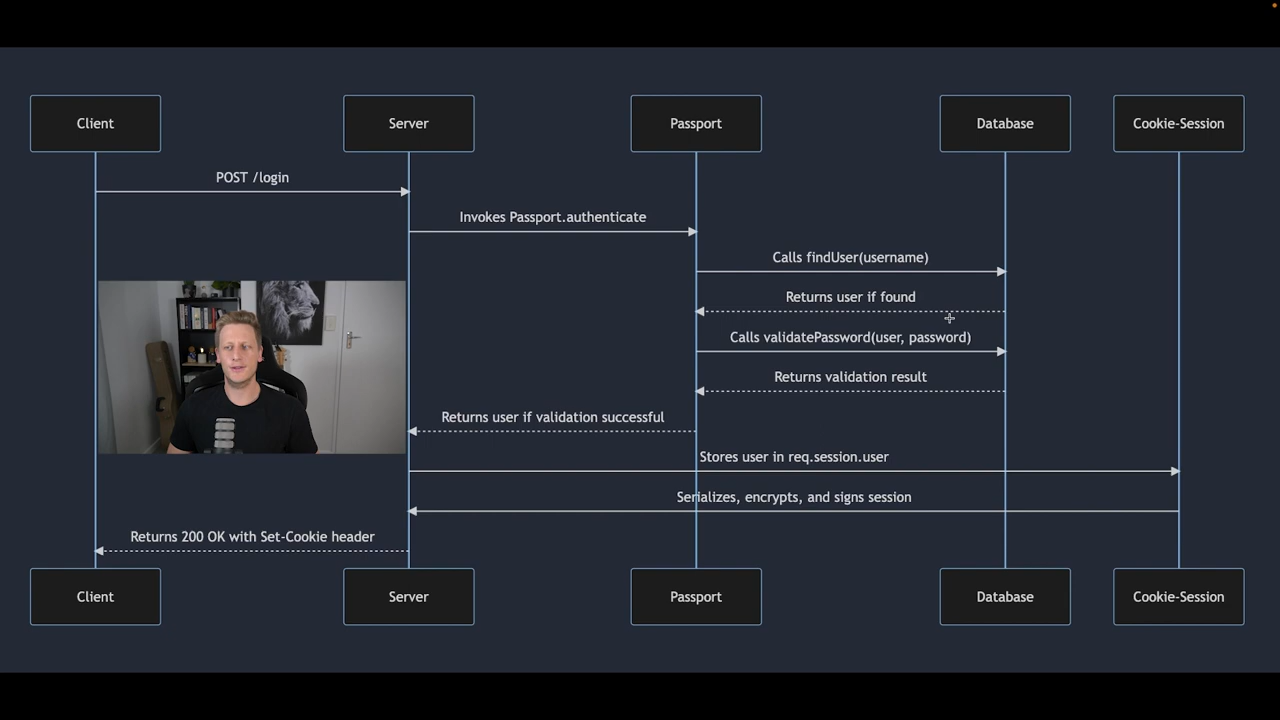 Client
Server
Passport
Database
Cookie-Session
POST /login
Invokes Passport.authenticate
Calls findUser(username)
Returns user if found
Calls validatePassword(user, password)
Returns validation result
Returns user if validation successful
Stores user in req.session.user
Serializes, encrypts, and signs session
Returns 200 OK with Set-Cookie header
Client
Server
Passport
Database
Cookie-Session